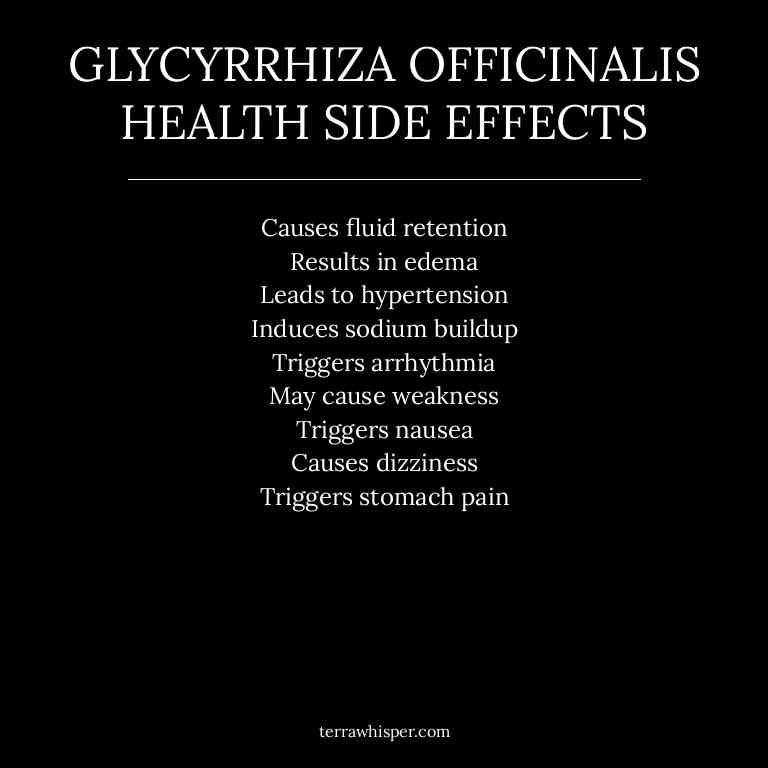 GLYCYRRHIZA OFFICINALIS
HEALTH SIDE EFFECTS
Causes fluid retention
Results in edema
Leads to hypertension
Induces sodium buildup
Triggers arrhythmia
May cause weakness
Triggers nausea
Causes dizziness
Triggers stomach pain
terrawhisper.com